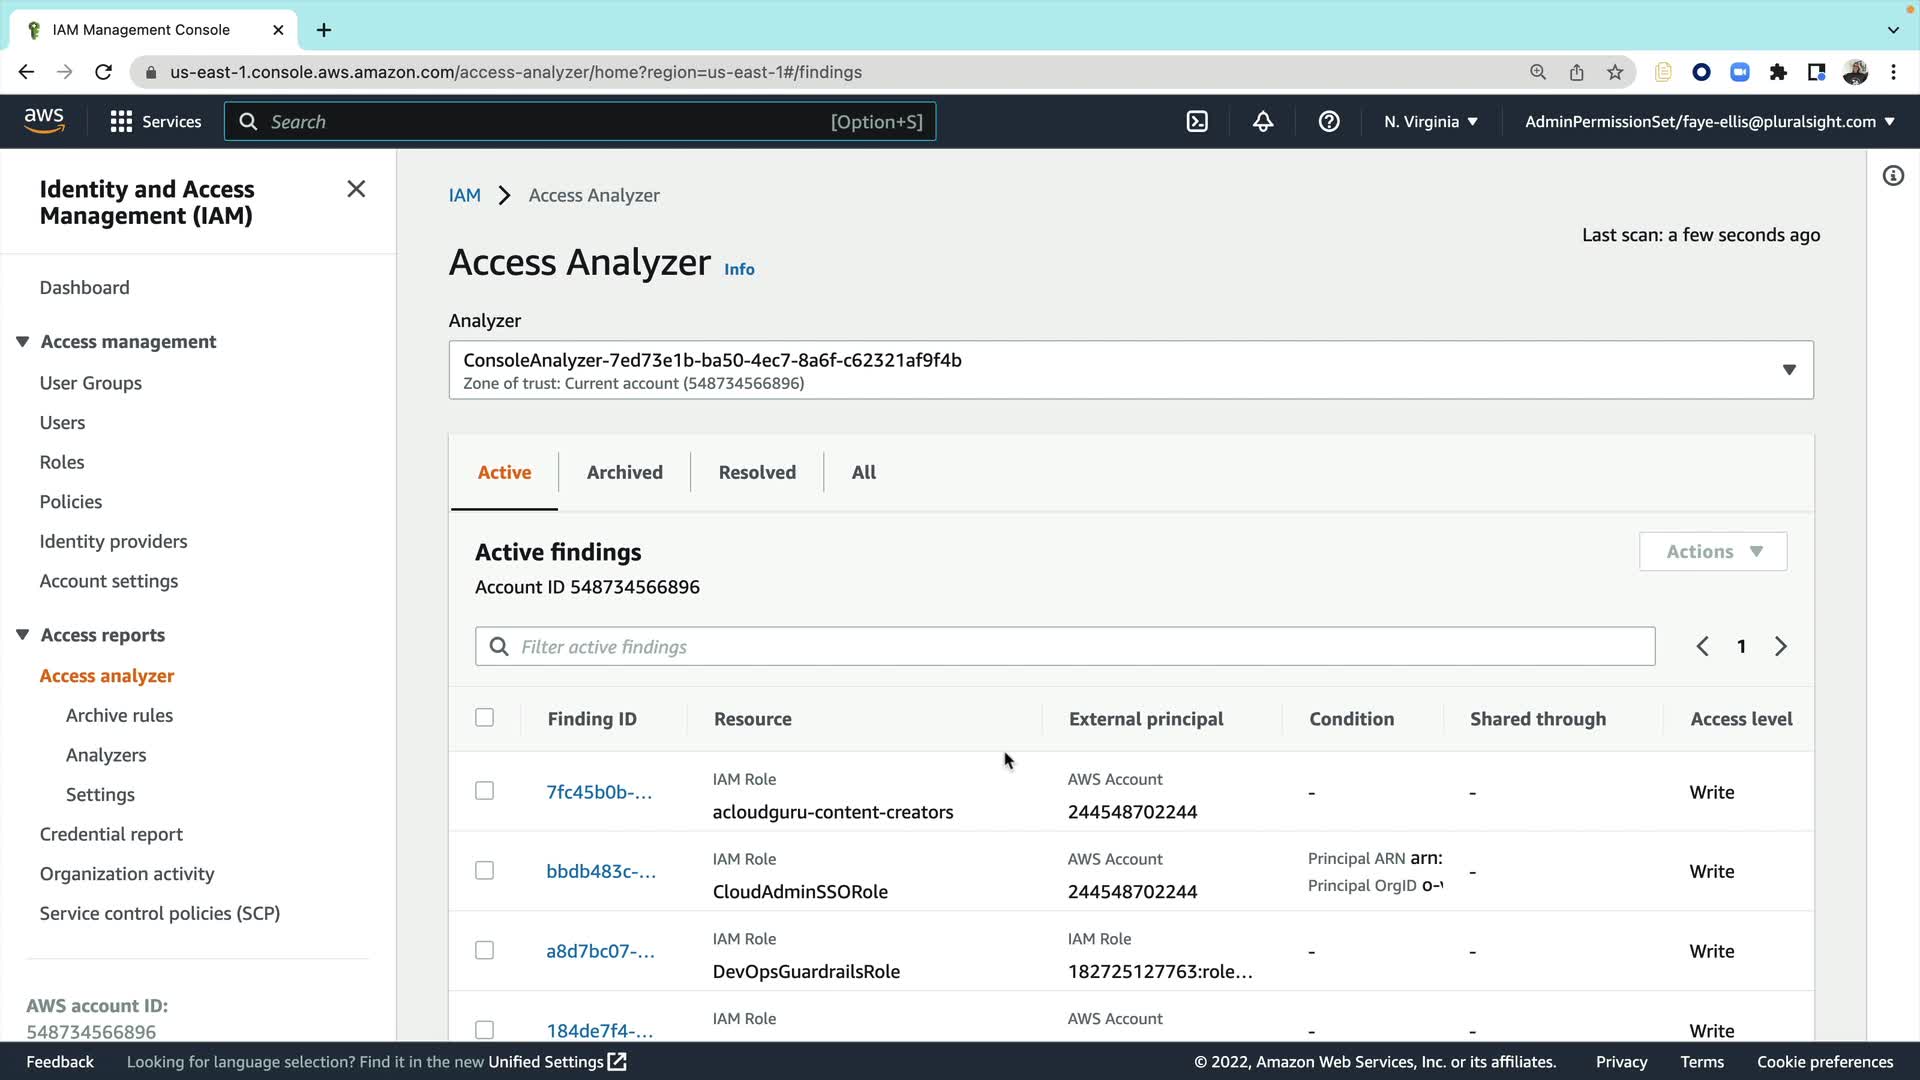 IAM Management Console
us-east-1.console.aws.amazon.com/access-analyzer/home?region=us-east-1#/findings
aws
Services
Search
[Option+S]
N. Virginia
AdminPermissionSet/faye-ellis@pluralsight.com
Identity and Access
Management (IAM)
Dashboard
Access management
User Groups
Users
Roles
Policies
Identity providers
Account settings
Access reports
Access analyzer
Archive rules
Analyzers
Settings
Credential report
Organization activity
Service control policies (SCP)
AWS account ID:
548734566896
IAM > Access Analyzer
Last scan: a few seconds ago
Access Analyzer Info
Analyzer
ConsoleAnalyzer-7ed73e1b-ba50-4ec7-8a6f-c62321af9f4b
Zone of trust: Current account (548734566896)
Active
Archived
Resolved
All
Active findings
Account ID 548734566896
Actions
Filter active findings
1
Finding ID Resource External principal Condition Shared through Access level
IAM Role AWS Account
7fc45b0b-... - - Write
acloudguru-content-creators 244548702244
IAM Role AWS Account Principal ARN arn:
bbdb483c-... - Write
CloudAdminSSORole 244548702244 Principal OrgID o-
IAM Role IAM Role
a8d7bc07-... - - Write
DevOpsGuardrailsRole 182725127763:role...
IAM Role AWS Account
184de7f4-... - - Write
Feedback
Looking for language selection? Find it in the new Unified Settings
© 2022, Amazon Web Services, Inc. or its affiliates.
Privacy
Terms
Cookie preferences